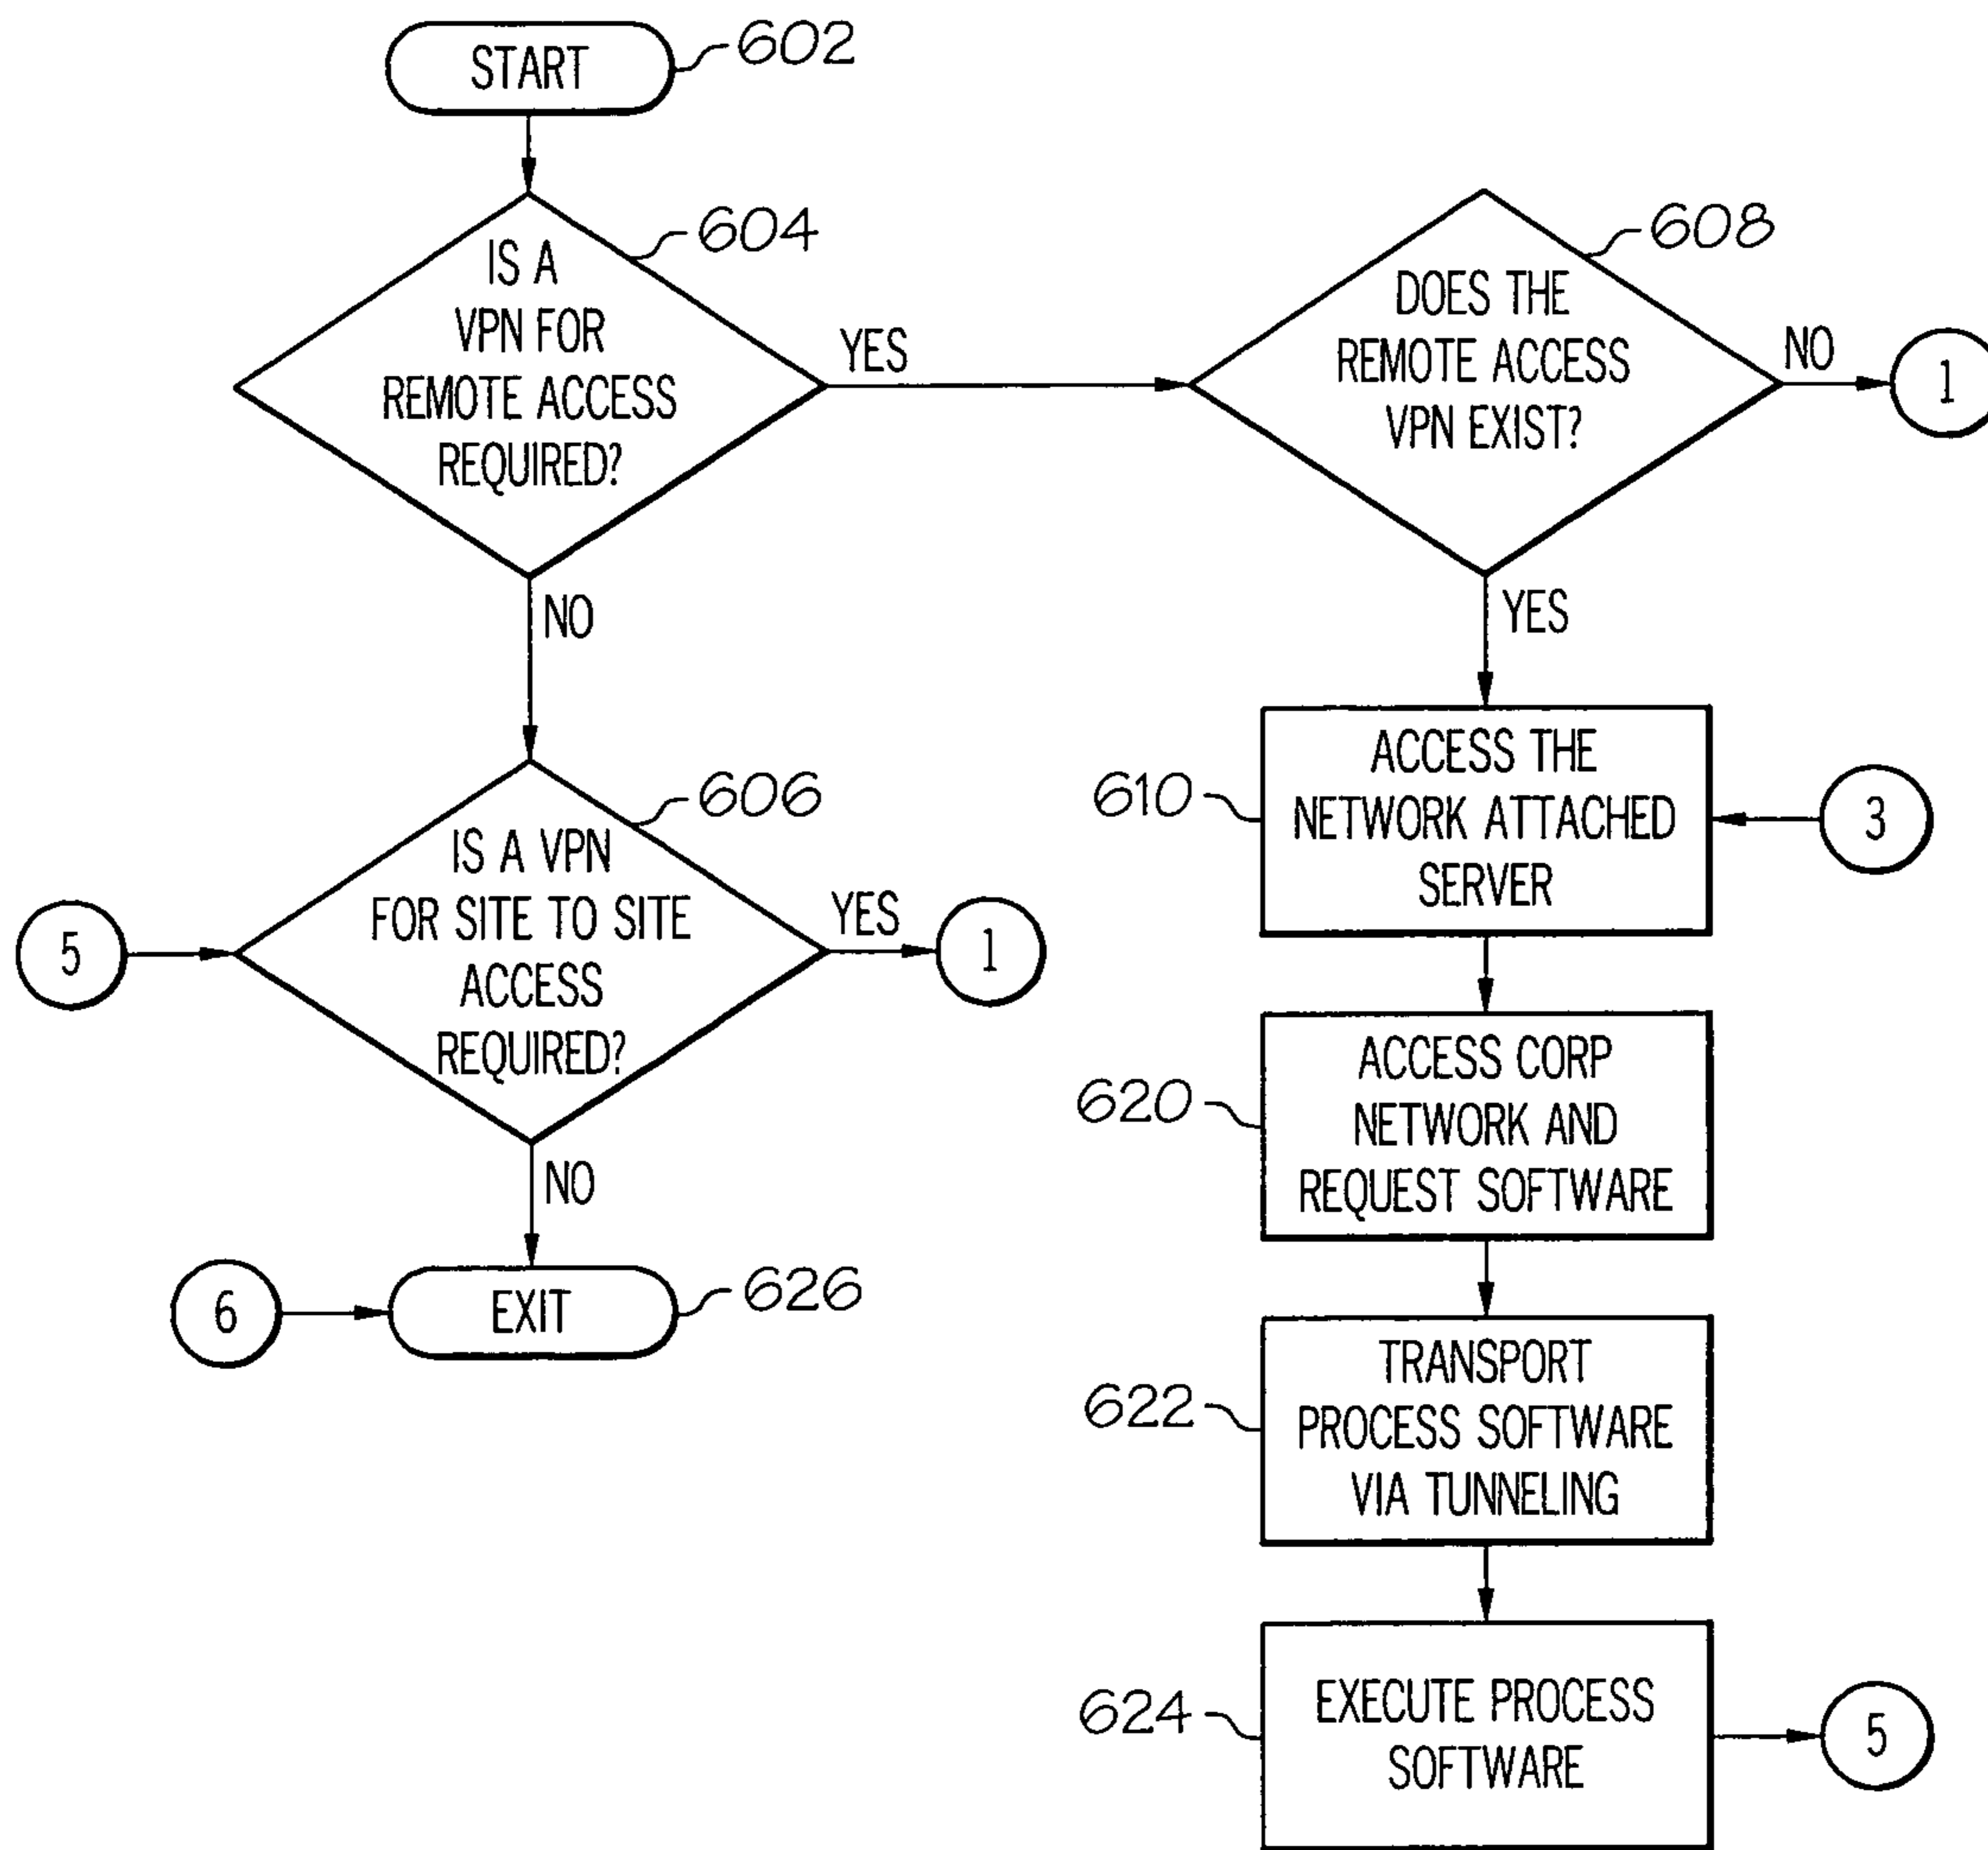 START
602
IS A
VPN FOR
REMOTE ACCESS
REQUIRED?
604
YES
NO
DOES THE
REMOTE ACCESS
VPN EXIST?
608
NO
1
YES
IS A VPN
FOR SITE TO SITE
ACCESS
REQUIRED?
606
5
YES
1
NO
6
EXIT
626
ACCESS THE
NETWORK ATTACHED
SERVER
610
3
ACCESS CORP
NETWORK AND
REQUEST SOFTWARE
620
TRANSPORT
PROCESS SOFTWARE
VIA TUNNELING
622
EXECUTE PROCESS
SOFTWARE
624
5